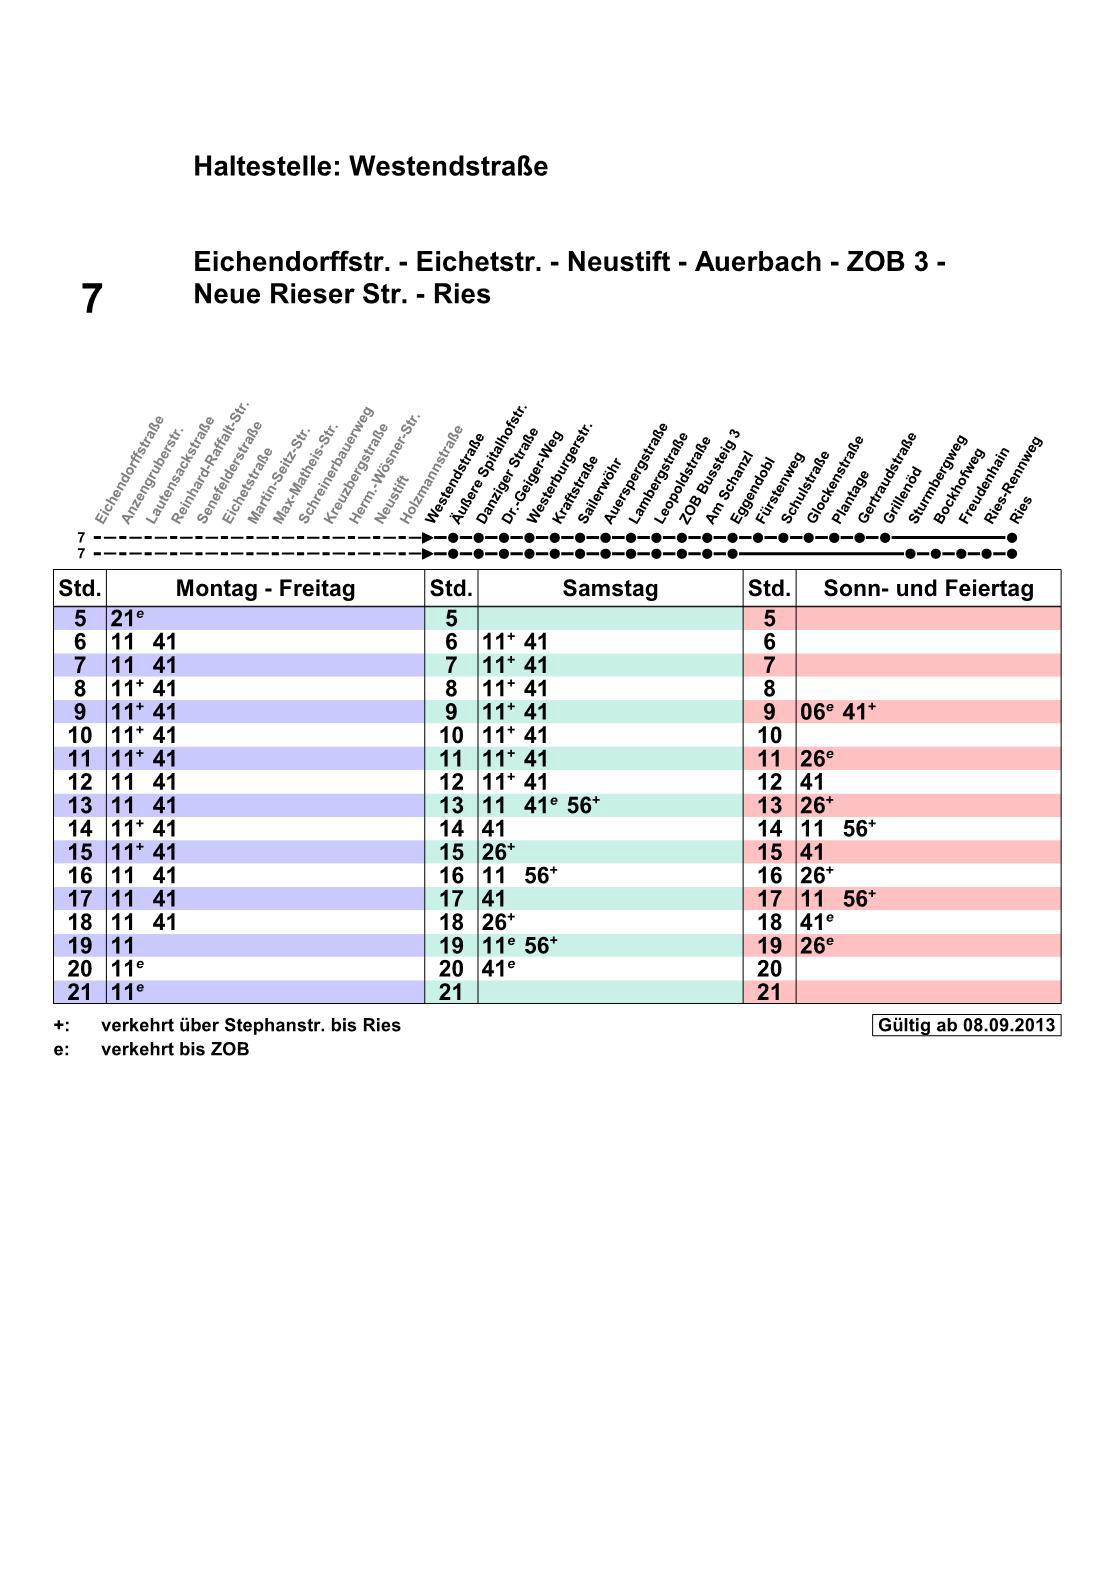 Haltestelle: Westendstraße
Eichendorffstr. - Eichetstr. - Neustift - Auerbach - ZOB 3 -
7 Neue Rieser Str. - Ries
Eichendorffstraße
Anzengruberstr.
Lautensackstraße
Reinhard-Raffalt-Str.
Senefelderstraße
Eichetstraße
Martin-Seitz-Str.
Max-Matheis-Str.
Schreinerbauerweg
Kreuzbergstraße
Herm.-Wösner-Str.
Neustift
Holzmannstraße
Westendstraße
Äußere Spitalhofstr.
Danziger Straße
Dr.-Geiger-Weg
Westerburgerstr.
Kraftstraße
Sailerwöhr
Auerspergstraße
Lambergstraße
Leopoldstraße
ZOB Bussteig 3
Am Schanzl
Eggendobl
Fürstenweg
Schulstraße
Glockenstraße
Plantage
Gertraudstraße
Grillenöd
Sturmbergweg
Bockhofweg
Freudenhain
Ries-Rennweg
Ries
7
7
Std. Montag - Freitag Std. Samstag Std. Sonn- und Feiertag
5 21e 5 5
6 11 41 6 11+ 41 6
7 11 41 7 11+ 41 7
8 11+ 41 8 11+ 41 8
9 11+ 41 9 11+ 41 9 06e 41+
10 11+ 41 10 11+ 41 10
11 11+ 41 11 11+ 41 11 26e
12 11 41 12 11+ 41 12 41
13 11 41 13 11 41e 56+ 13 26+
14 11+ 41 14 41 14 11 56+
15 11+ 41 15 26+ 15 41
16 11 41 16 11 56+ 16 26+
17 11 41 17 41 17 11 56+
18 11 41 18 26+ 18 41e
19 11 19 11e 56+ 19 26e
20 11e 20 41e 20
21 11e 21 21
+: verkehrt über Stephanstr. bis Ries Gültig ab 08.09.2013
e: verkehrt bis ZOB